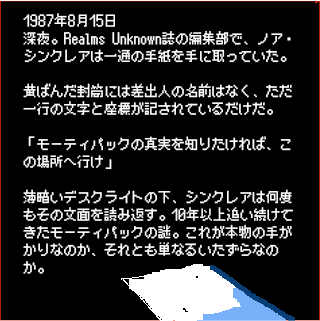 1987年8月15日
深夜。Realms Unknown誌の編集部で、ノア・
シンクレアは一通の手紙を手に取っていた。
黄ばんだ封筒には差出人の名前はなく、ただ
一行の文字と座標が記されているだけだ。
「モーティパックの真実を知りたければ、こ
の場所へ行け」
薄暗いデスクライトの下、シンクレアは何度
もその文面を読み返す。10年以上追い続けて
きたモーティパックの謎。これが本物の手が
かりなのか、それとも単なるいたずらなの
か。